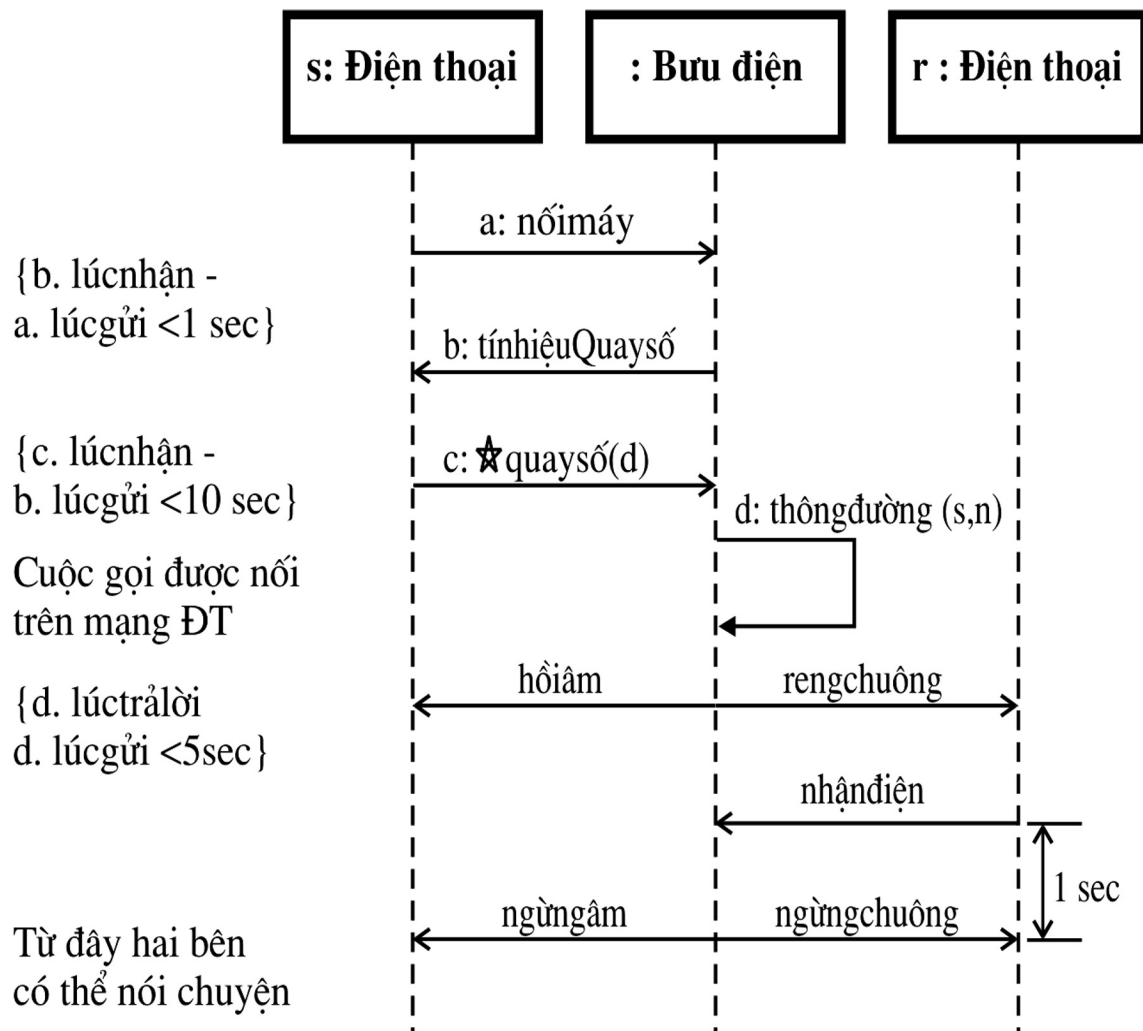 s: Điện thoại
: Bưu điện
r : Điện thoại
a: nốimáy
{b. lúcnhận -
a. lúcgửi <1 sec}
b: tínhiệuQuaysố
{c. lúcnhận -
b. lúcgửi <10 sec}
c: ☆quaysố(d)
d: thôngđường (s,n)
Cuộc gọi được nối
trên mạng ĐT
hồiâm
rengchuông
{d. lúctrảlời
d. lúcgửi <5sec}
nhậnđiện
1 sec
ngừngâm
ngừngchuông
Từ đây hai bên
có thể nói chuyện